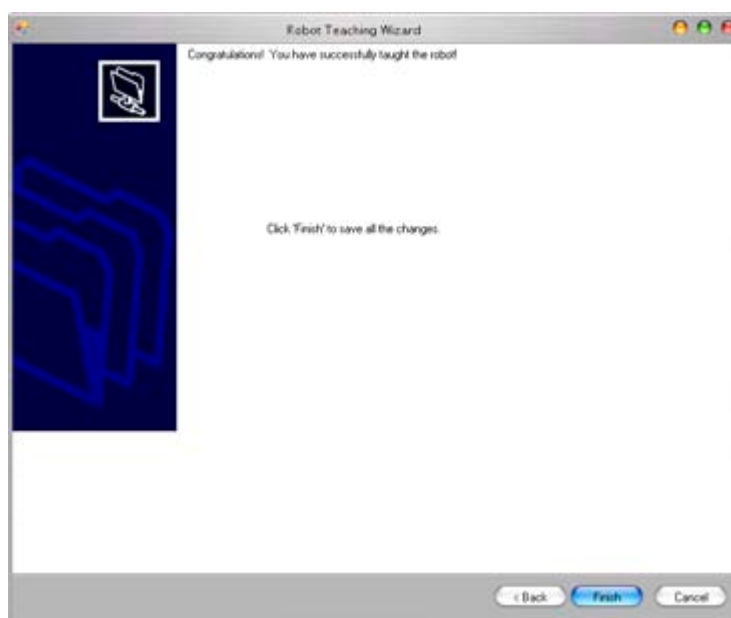 Robot Teaching Wizard
Congratulations! You have successfully taught the robot!
Click 'Finish' to save all the changes.
< Back
Finish
Cancel